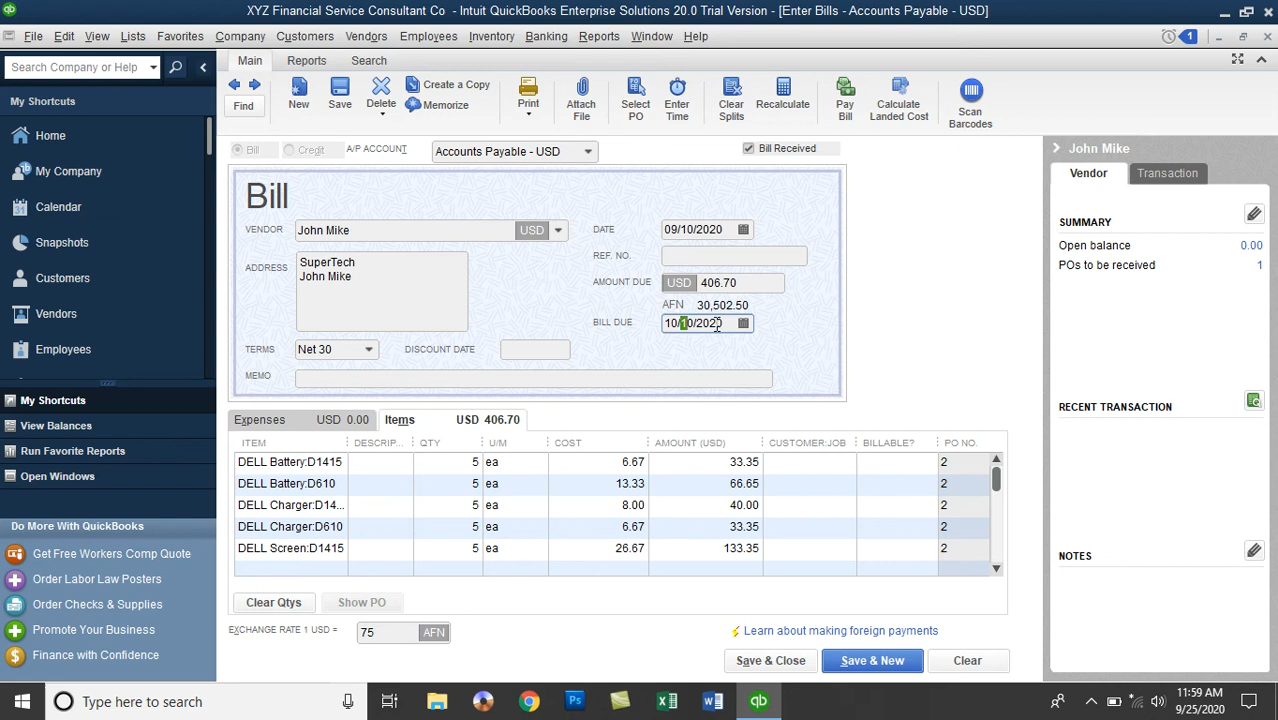 XYZ Financial Service Consultant Co - Intuit QuickBooks Enterprise Solutions 20.0 Trial Version - [Enter Bills - Accounts Payable - USD]
File Edit View Lists Favorites Company Customers Vendors Employees Inventory Banking Reports Window Help
1
Search Company or Help
My Shortcuts
Home
My Company
Calendar
Snapshots
Customers
Vendors
Employees
My Shortcuts
View Balances
Run Favorite Reports
Open Windows
Do More With QuickBooks
Get Free Workers Comp Quote
Order Labor Law Posters
Order Checks & Supplies
Promote Your Business
Finance with Confidence
Main Reports Search
Find
New
Save
Delete
Create a Copy
Memorize
Print
Attach File
Select PO
Enter Time
Clear Splits
Recalculate
Pay Bill
Calculate Landed Cost
Scan Barcodes
Bill Credit A/P ACCOUNT Accounts Payable - USD Bill Received
Bill
VENDOR John Mike USD
DATE 09/10/2020
REF. NO.
ADDRESS SuperTech
John Mike
AMOUNT DUE USD 406.70
AFN 30,502.50
BILL DUE 10/10/2020
TERMS Net 30 DISCOUNT DATE
MEMO
Expenses USD 0.00 Items USD 406.70
ITEM DESCRIP... QTY U/M COST AMOUNT (USD) CUSTOMER:JOB BILLABLE? PO NO.
DELL Battery:D1415 5 ea 6.67 33.35 2
DELL Battery:D610 5 ea 13.33 66.65 2
DELL Charger:D14... 5 ea 8.00 40.00 2
DELL Charger:D610 5 ea 6.67 33.35 2
DELL Screen:D1415 5 ea 26.67 133.35 2
Clear Qtys Show PO
EXCHANGE RATE 1 USD = 75 AFN
Learn about making foreign payments
Save & Close Save & New Clear
John Mike
Vendor Transaction
SUMMARY
Open balance 0.00
POs to be received 1
RECENT TRANSACTION
NOTES
Type here to search
Ps
W
qb
11:59 AM
9/25/2020